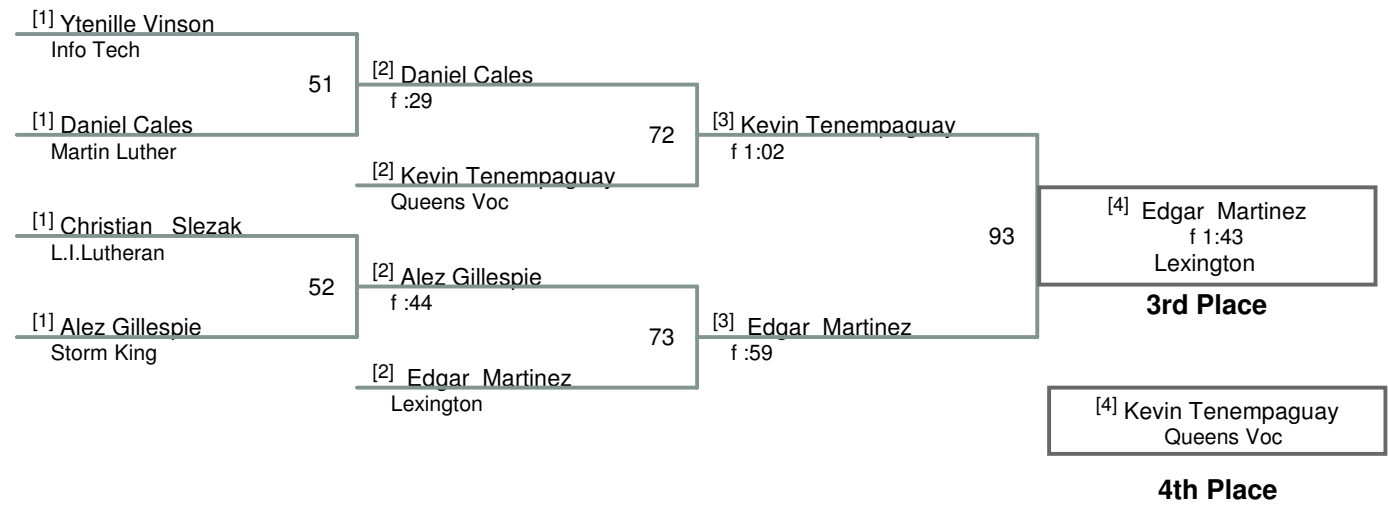 [1] Ytenille Vinson
Info Tech
51
[1] Daniel Cales
Martin Luther
[2] Daniel Cales
f :29
72
[2] Kevin Tenempaguay
Queens Voc
[3] Kevin Tenempaguay
f 1:02
[1] Christian Slezak
L.I.Lutheran
52
[1] Alez Gillespie
Storm King
[2] Alez Gillespie
f :44
73
[2] Edgar Martinez
Lexington
[3] Edgar Martinez
f :59
93
[4] Edgar Martinez
f 1:43
Lexington
3rd Place
[4] Kevin Tenempaguay
Queens Voc
4th Place